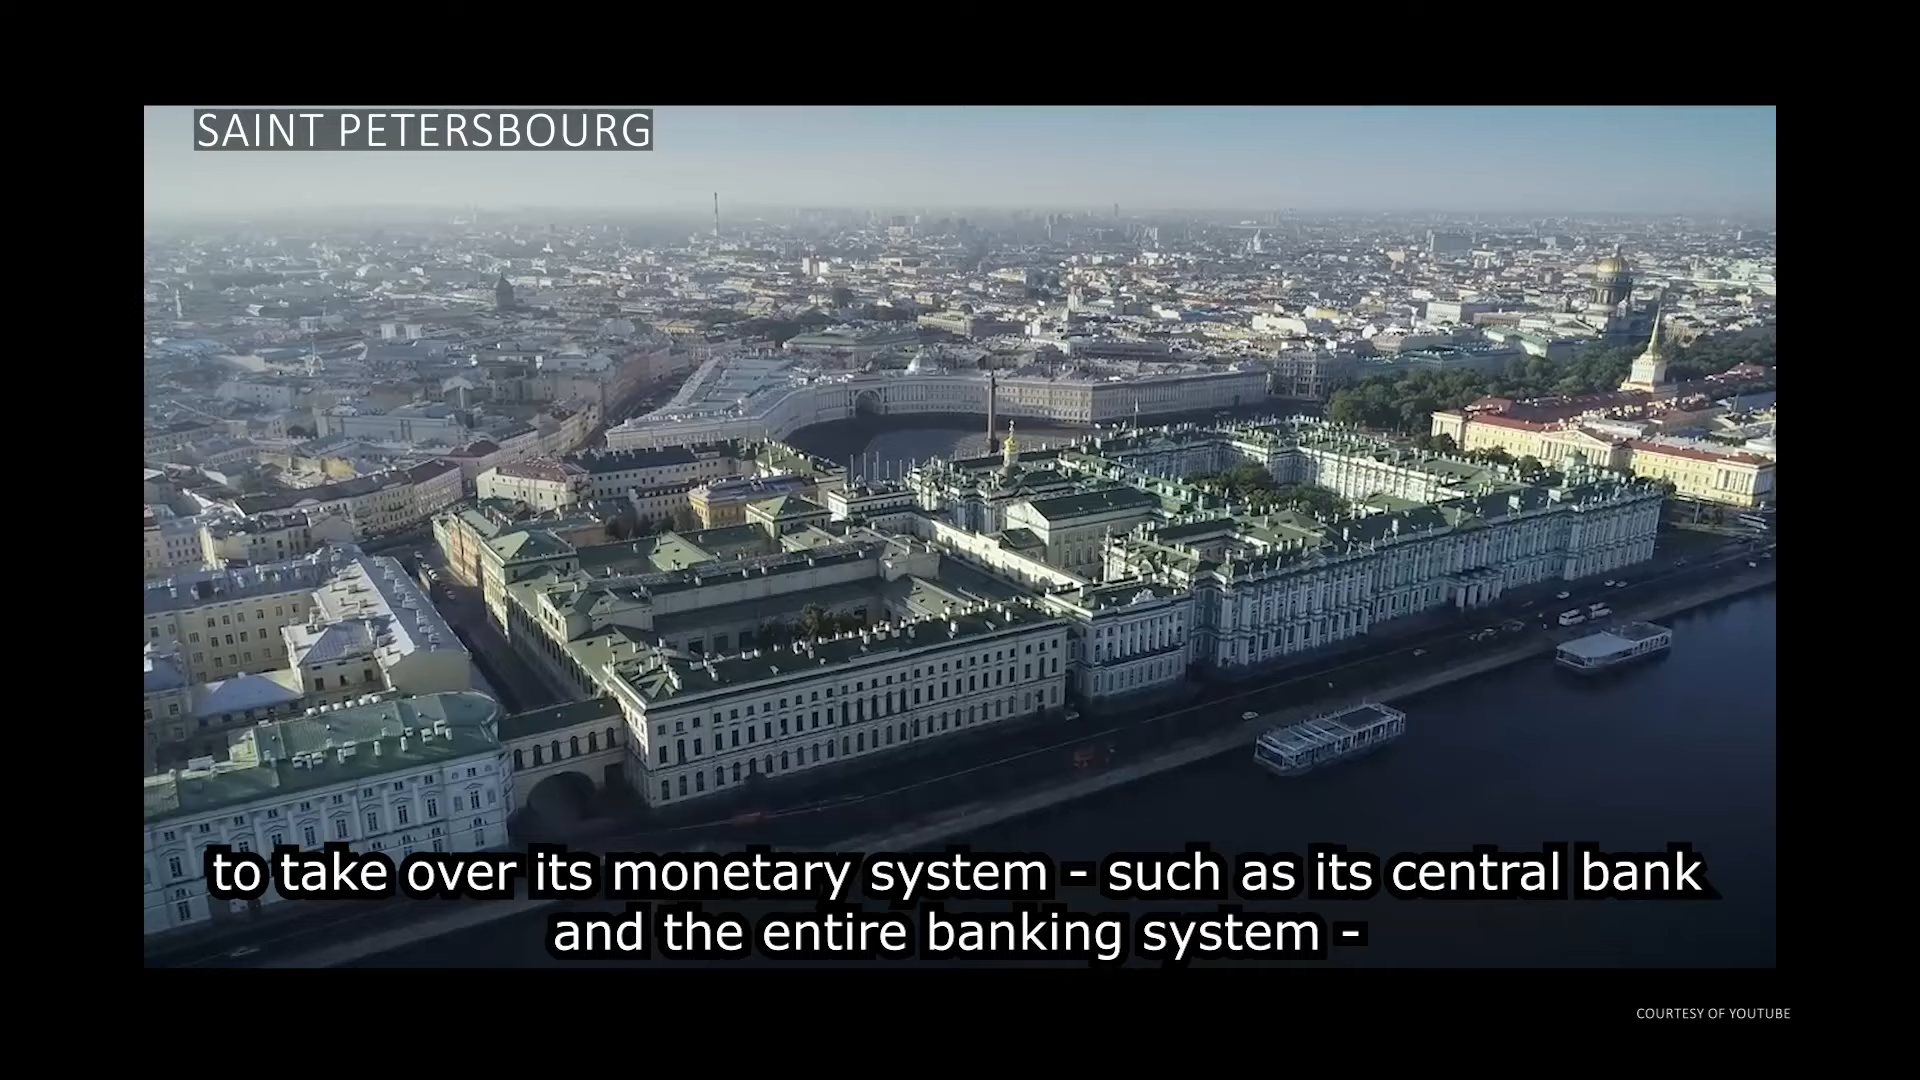 SAINT PETERSBOURG
to take over its monetary system - such as its central bank
and the entire banking system -
COURTESY OF YOUTUBE